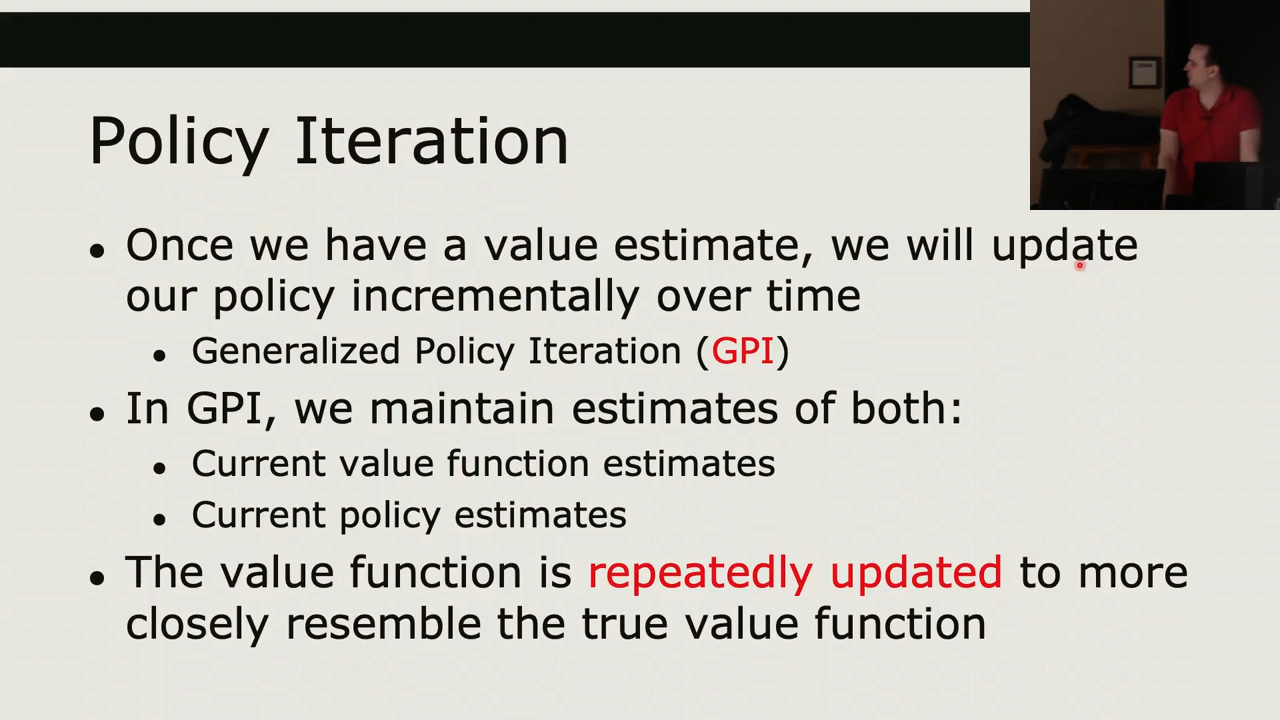 Policy Iteration
• Once we have a value estimate, we will update
our policy incrementally over time
• Generalized Policy Iteration (GPI)
• In GPI, we maintain estimates of both:
• Current value function estimates
• Current policy estimates
• The value function is repeatedly updated to more
closely resemble the true value function